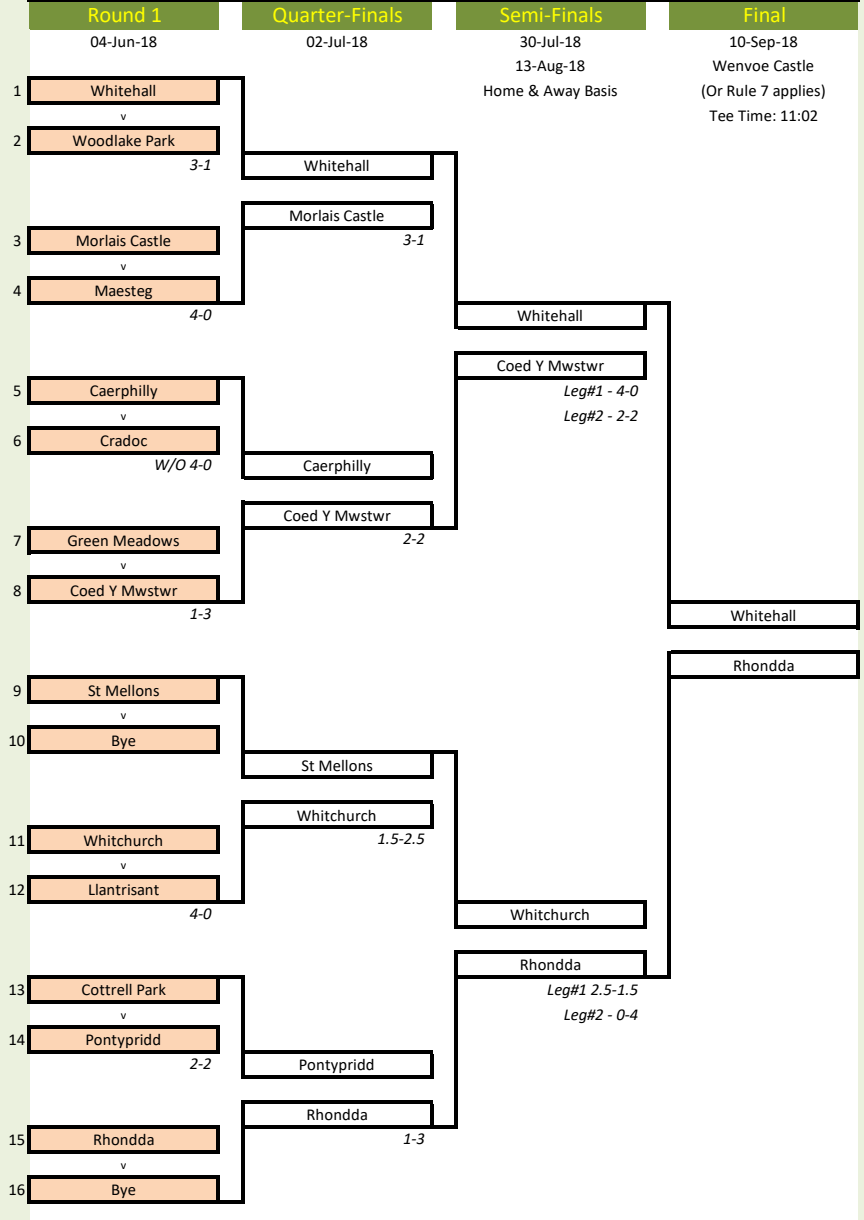 Round 1 Quarter-Finals Semi-Finals Final
04-Jun-18 02-Jul-18 30-Jul-18 10-Sep-18
13-Aug-18 Wenvoe Castle
1 Whitehall Home & Away Basis (Or Rule 7 applies)
v Tee Time: 11:02
2 Woodlake Park
3-1 Whitehall
Morlais Castle
3 Morlais Castle 3-1
v
4 Maesteg
4-0 Whitehall
Coed Y Mwstwr
5 Caerphilly Leg#1 - 4-0
v Leg#2 - 2-2
6 Cradoc
W/O 4-0 Caerphilly
Coed Y Mwstwr
7 Green Meadows 2-2
v
8 Coed Y Mwstwr
1-3 Whitehall
Rhondda
9 St Mellons
v
10 Bye
St Mellons
Whitchurch
11 Whitchurch 1.5-2.5
v
12 Llantrisant
4-0 Whitchurch
Rhondda
13 Cottrell Park Leg#1 2.5-1.5
v Leg#2 - 0-4
14 Pontypridd
2-2 Pontypridd
Rhondda
15 Rhondda 1-3
v
16 Bye